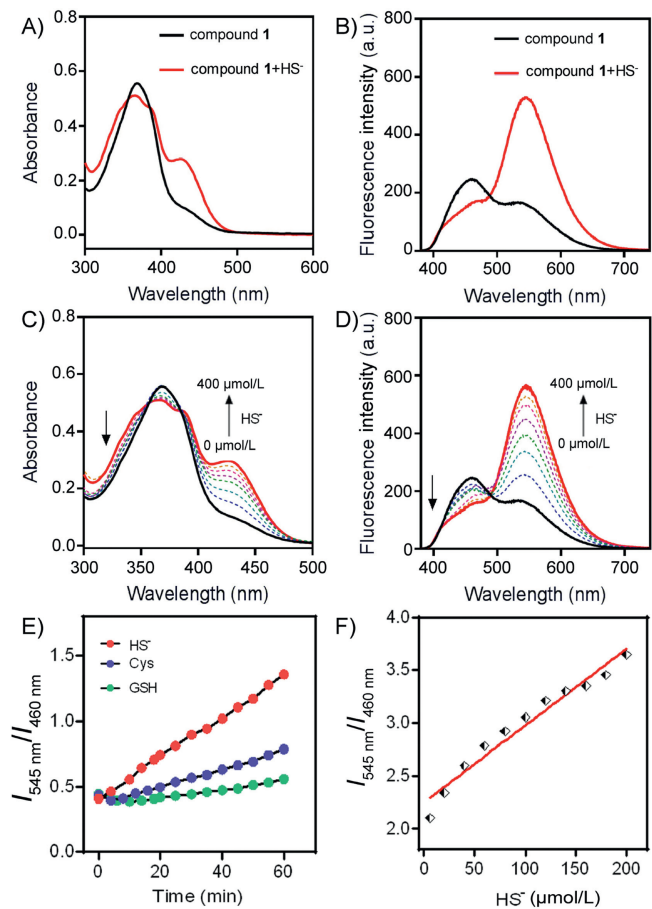 A)
0.8
0.6
0.4
0.2
0.0
300
400
500
600
Absorbance
Wavelength (nm)
compound 1
compound 1+HS⁻
B)
800
600
400
200
0
400
500
600
700
Fluorescence intensity (a.u.)
Wavelength (nm)
compound 1
compound 1+HS⁻
C)
0.8
0.6
0.4
0.2
0.0
300
350
400
450
500
Absorbance
Wavelength (nm)
400 μmol/L
HS⁻
0 μmol/L
D)
800
600
400
200
0
400
500
600
700
Fluorescence intensity (a.u.)
Wavelength (nm)
400 μmol/L
HS⁻
0 μmol/L
E)
1.5
1.0
0.5
0.0
0
20
40
60
I545 nm/I460 nm
Time (min)
HS⁻
Cys
GSH
F)
4.0
3.5
3.0
2.5
2.0
0
50
100
150
200
I545 nm/I460 nm
HS⁻ (μmol/L)